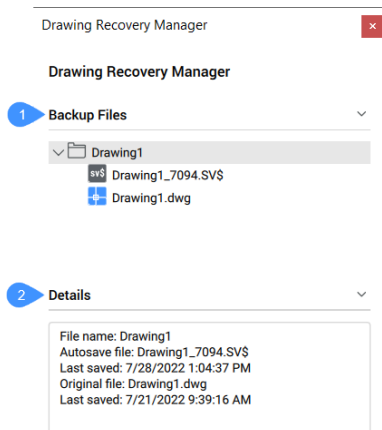 Drawing Recovery Manager
×
Drawing Recovery Manager
1
Backup Files
Drawing1
SV$
Drawing1_7094.SV$
Drawing1.dwg
2
Details
File name: Drawing1
Autosave file: Drawing1_7094.SV$
Last saved: 7/28/2022 1:04:37 PM
Original file: Drawing1.dwg
Last saved: 7/21/2022 9:39:16 AM